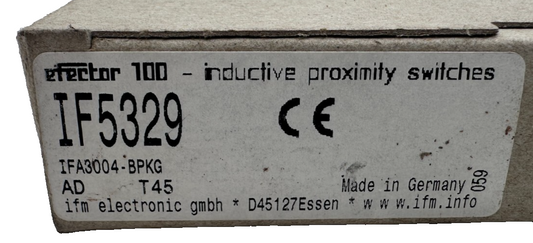 efector 100 - inductive proximity switches
IF5329
CE
IFA3004-BPKG
AD T45
Made in Germany 059
ifm electronic gmbh * D45127Essen * w w w.ifm.info